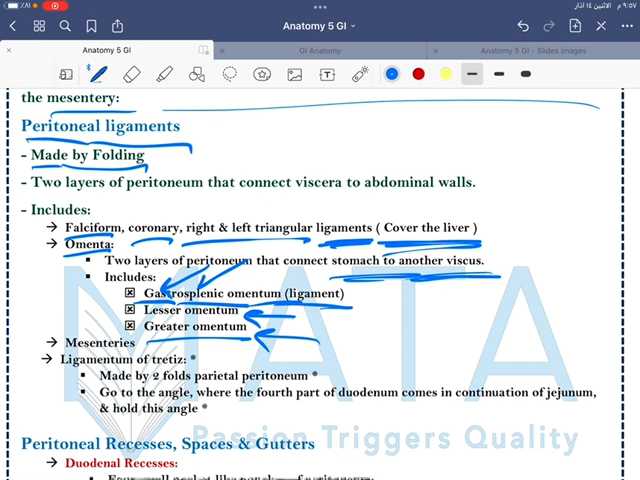 ٩:٥٧ م الاثنين ١٤ آذار
٨١٪
Anatomy 5 GI
Anatomy 5 GI
GI Anatomy
Anatomy 5 GI - Slides images
the mesentery:
Peritoneal ligaments
- Made by Folding
- Two layers of peritoneum that connect viscera to abdominal walls.
- Includes:
→ Falciform, coronary, right & left triangular ligaments ( Cover the liver )
→ Omenta:
▪ Two layers of peritoneum that connect stomach to another viscus.
▪ Includes:
☒ Gastrosplenic omentum (ligament)
☒ Lesser omentum
☒ Greater omentum
→ Mesenteries
→ Ligamentum of tretiz: *
▪ Made by 2 folds parietal peritoneum *
▪ Go to the angle, where the fourth part of duodenum comes in continuation of jejunum,
& hold this angle *
MATA
Passion Triggers Quality
Peritoneal Recesses, Spaces & Gutters
→ Duodenal Recesses: